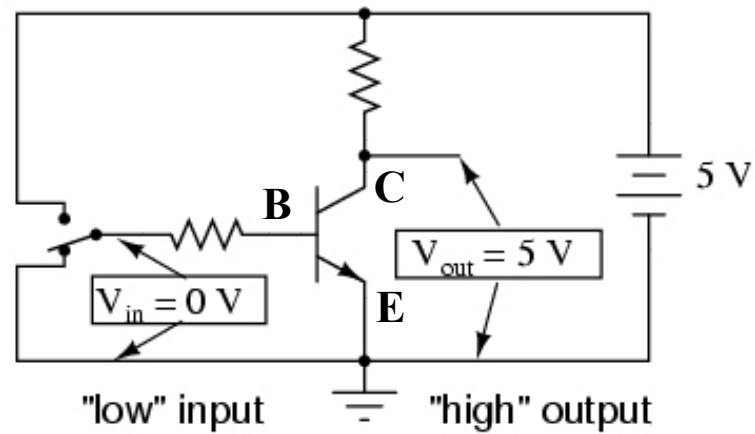 B
C
E
5 V
V_out = 5 V
V_in = 0 V
"low" input
"high" output